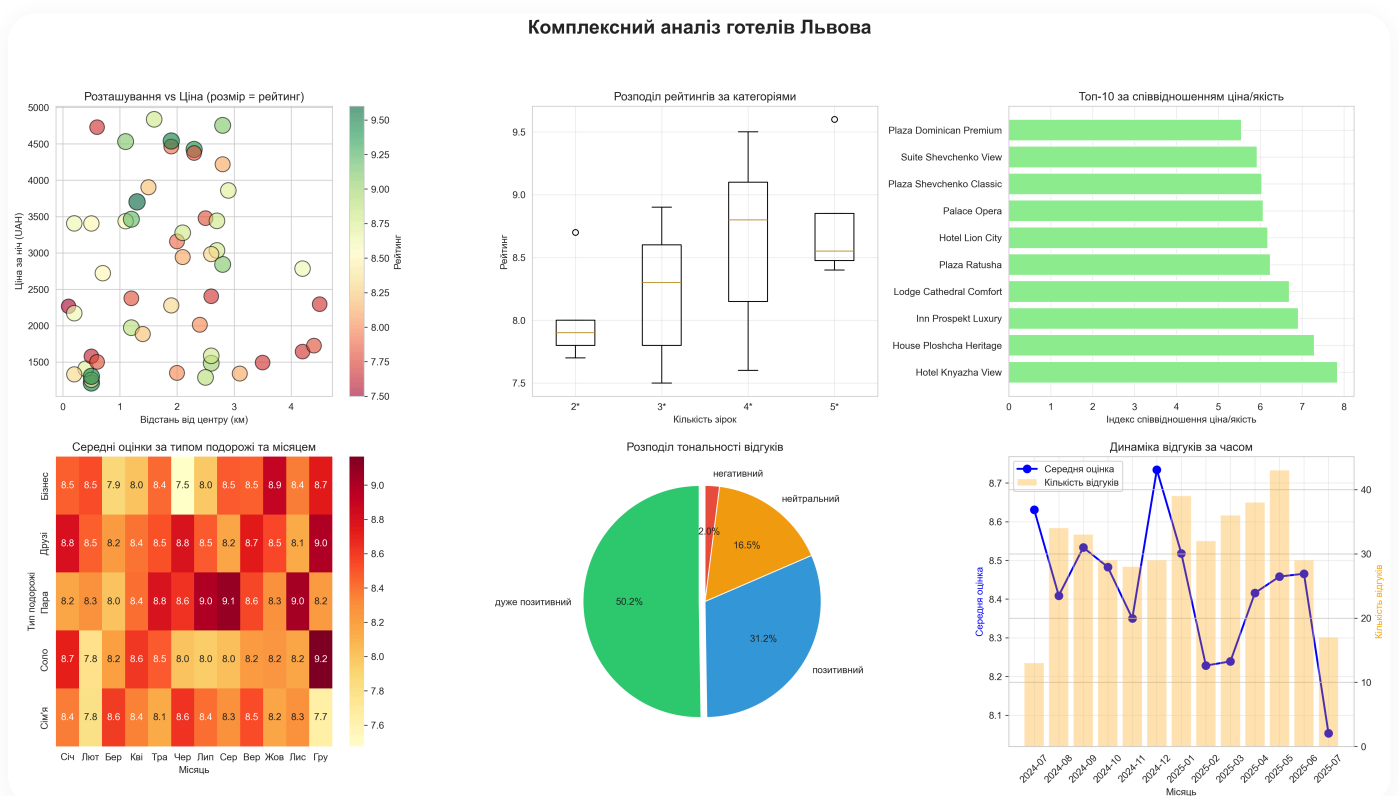 Комплексний аналіз готелів Львова
Розташування vs Ціна (розмір = рейтинг)
5000
4500
4000
3500
3000
2500
2000
1500
Ціна за ніч (UAH)
0 1 2 3 4
Відстань від центру (км)
9.50
9.25
9.00
8.75
8.50
8.25
8.00
7.75
7.50
Рейтинг
Розподіл рейтингів за категоріями
9.5
9.0
8.5
8.0
7.5
Рейтинг
2* 3* 4* 5*
Кількість зірок
Топ-10 за співвідношенням ціна/якість
Plaza Dominican Premium
Suite Shevchenko View
Plaza Shevchenko Classic
Palace Opera
Hotel Lion City
Plaza Ratusha
Lodge Cathedral Comfort
Inn Prospekt Luxury
House Ploshcha Heritage
Hotel Knyazha View
0 1 2 3 4 5 6 7 8
Індекс співвідношення ціна/якість
Середні оцінки за типом подорожі та місяцем
Тип подорожі
Бізнес 8.5 8.5 7.9 8.0 8.4 7.5 8.0 8.5 8.5 8.9 8.4 8.7
Друзі 8.8 8.5 8.2 8.4 8.5 8.8 8.5 8.2 8.7 8.5 8.1 9.0
Пара 8.2 8.3 8.0 8.4 8.8 8.6 9.0 9.1 8.6 8.3 9.0 8.2
Соло 8.7 7.8 8.2 8.6 8.5 8.0 8.0 8.0 8.2 8.2 8.2 9.2
Сім'я 8.4 7.8 8.6 8.4 8.1 8.6 8.4 8.3 8.5 8.2 8.3 7.7
Січ Лют Бер Кві Тра Чер Лип Сер Вер Жов Лис Гру
Місяць
9.0
8.8
8.6
8.4
8.2
8.0
7.8
7.6
Розподіл тональності відгуків
негативний
2.0%
нейтральний
16.5%
дуже позитивний
50.2%
31.2%
позитивний
Динаміка відгуків за часом
Середня оцінка
Кількість відгуків
8.7
8.6
8.5
8.4
8.3
8.2
8.1
Середня оцінка
40
30
20
10
0
Кількість відгуків
2024-07 2024-08 2024-09 2024-10 2024-11 2024-12 2025-01 2025-02 2025-03 2025-04 2025-05 2025-06 2025-07
Місяць